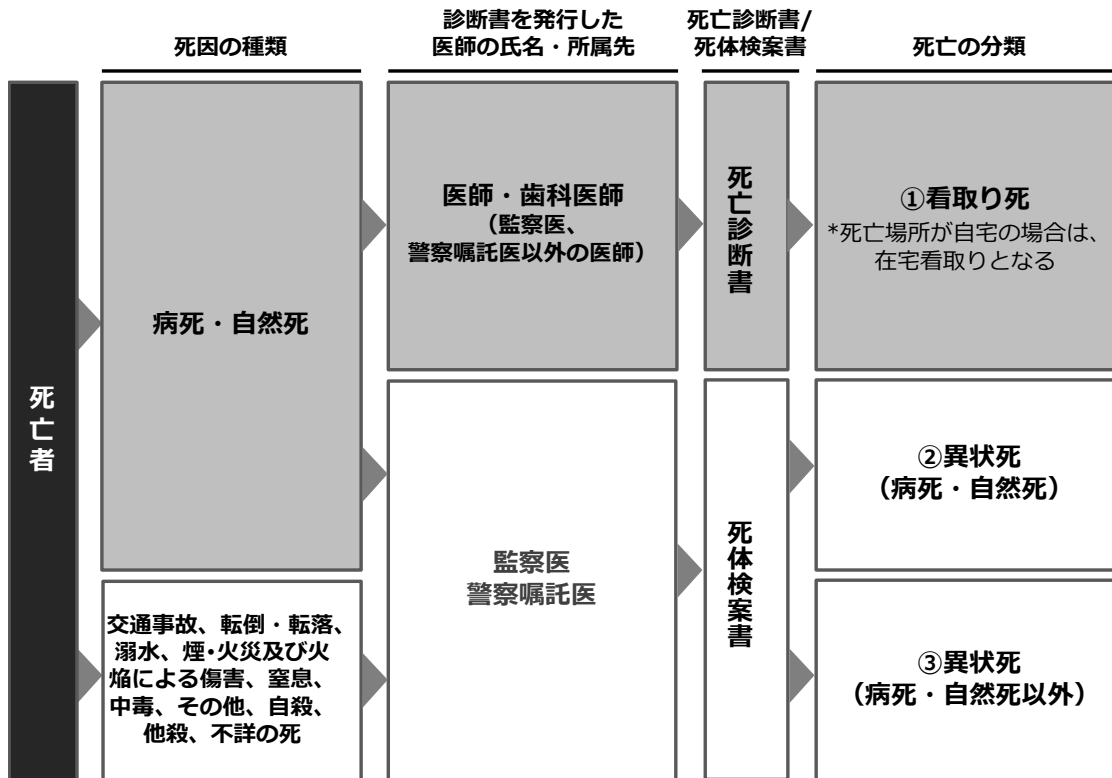 死因の種類
診断書を発行した
医師の氏名・所属先
死亡診断書/
死体検案書
死亡の分類
死亡者
病死・自然死
医師・歯科医師
（監察医、
警察嘱託医以外の医師）
死亡診断書
①看取り死
*死亡場所が自宅の場合は、
在宅看取りとなる
監察医
警察嘱託医
死体検案書
②異状死
（病死・自然死）
交通事故、転倒・転落、
溺水、煙・火災及び火
焔による傷害、窒息、
中毒、その他、自殺、
他殺、不詳の死
③異状死
（病死・自然死以外）